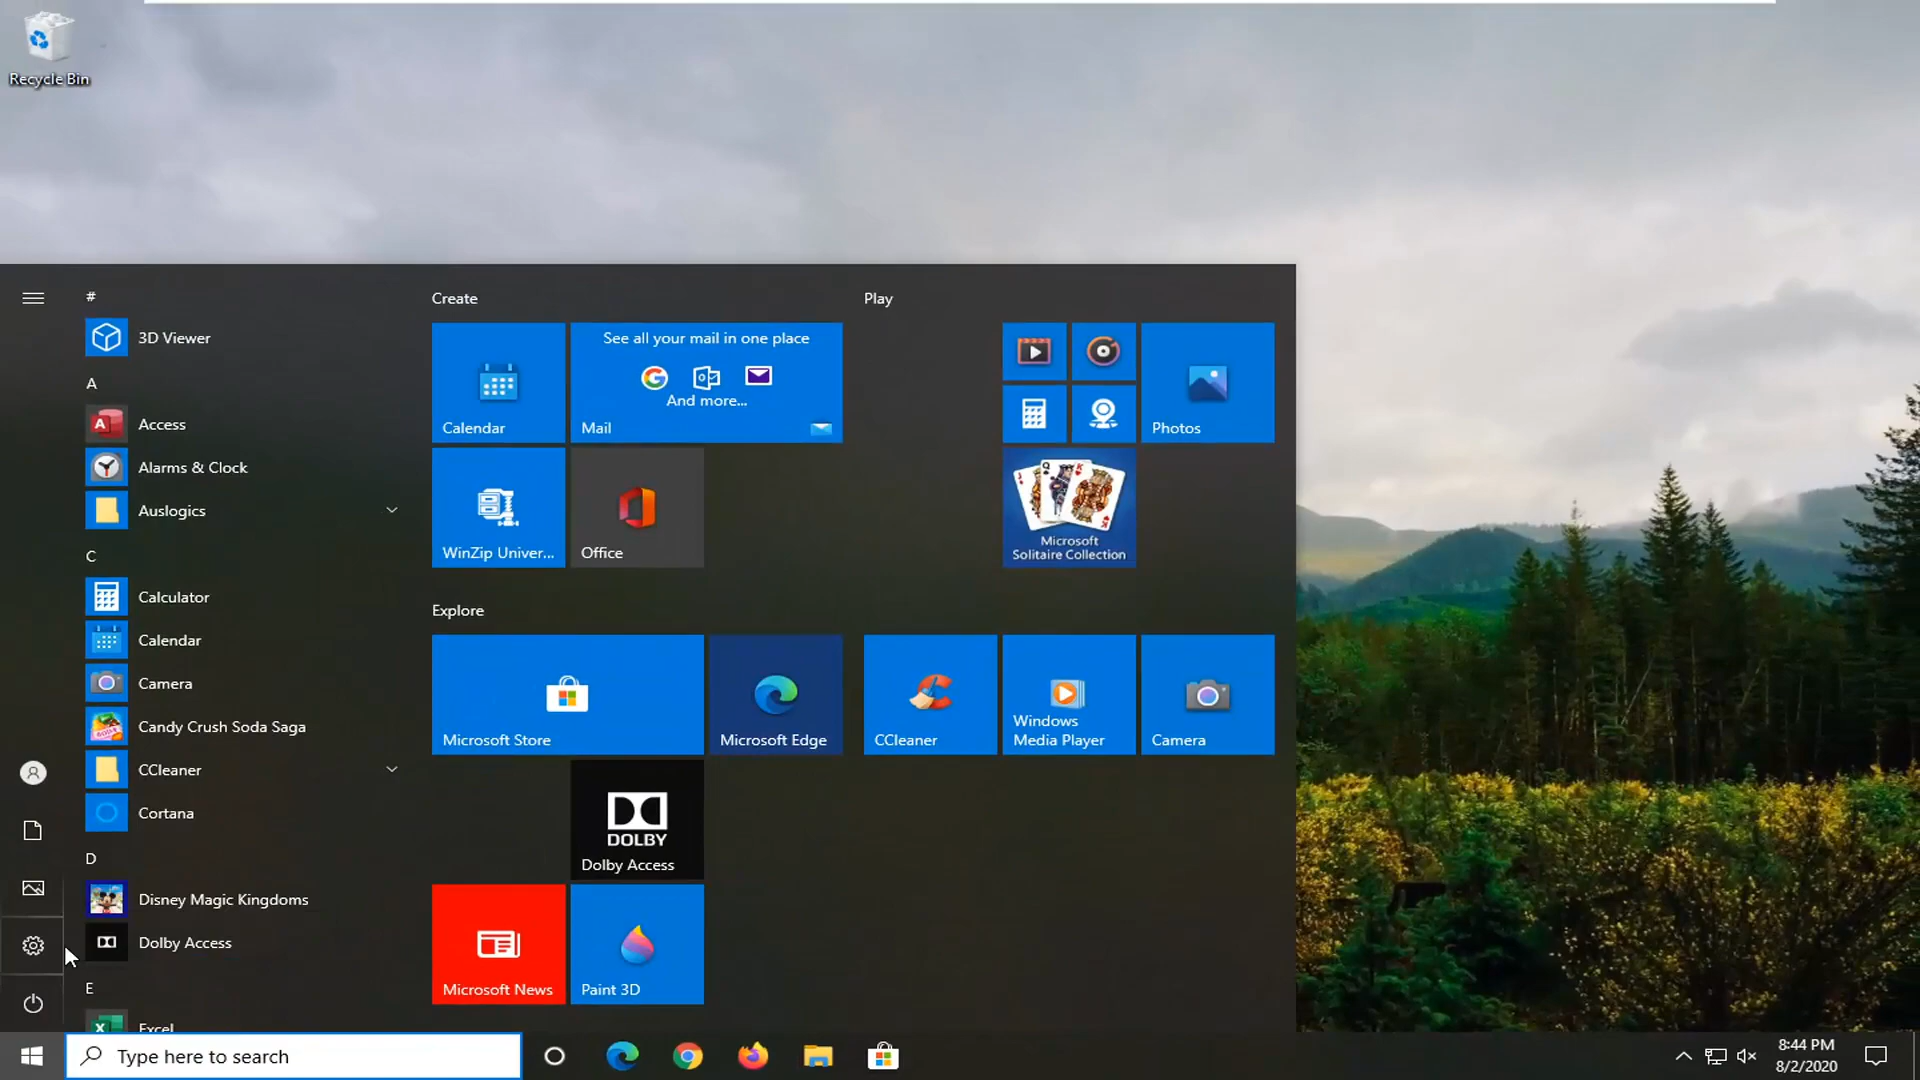 Recycle Bin
#
3D Viewer
A
Access
Alarms & Clock
Auslogics
C
Calculator
Calendar
Camera
Candy Crush Soda Saga
CCleaner
Cortana
D
Disney Magic Kingdoms
Dolby Access
E
Excel
Create
Calendar
See all your mail in one place
And more...
Mail
WinZip Univer...
Office
Explore
Microsoft Store
Microsoft Edge
DOLBY
Dolby Access
Microsoft News
Paint 3D
Play
Photos
Microsoft
Solitaire Collection
CCleaner
Windows
Media Player
Camera
Type here to search
8:44 PM
8/2/2020